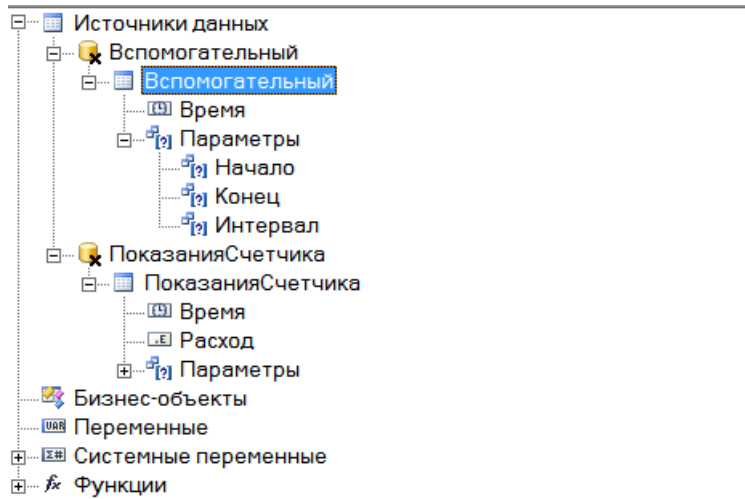 Источники данных
Вспомогательный
Вспомогательный
Время
Параметры
Начало
Конец
Интервал
ПоказанияСчетчика
ПоказанияСчетчика
Время
Расход
Параметры
Бизнес-объекты
Переменные
Системные переменные
Функции